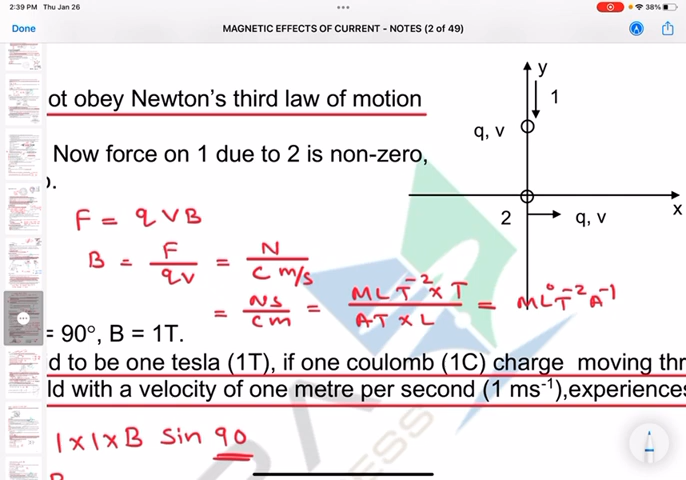 2:39 PM Thu Jan 26
38%
Done
MAGNETIC EFFECTS OF CURRENT - NOTES (2 of 49)
ot obey Newton's third law of motion
Now force on 1 due to 2 is non-zero,
y
1
q, v
2
q, v
x
F = qVB
B = F/qv = N/C m/s
= NS/Cm = MLT⁻² x T/AT x L = ML⁰T⁻²A⁻¹
= 90°, B = 1T.
d to be one tesla (1T), if one coulomb (1C) charge moving thr
ld with a velocity of one metre per second (1 ms⁻¹),experiences
1x1xB Sin 90